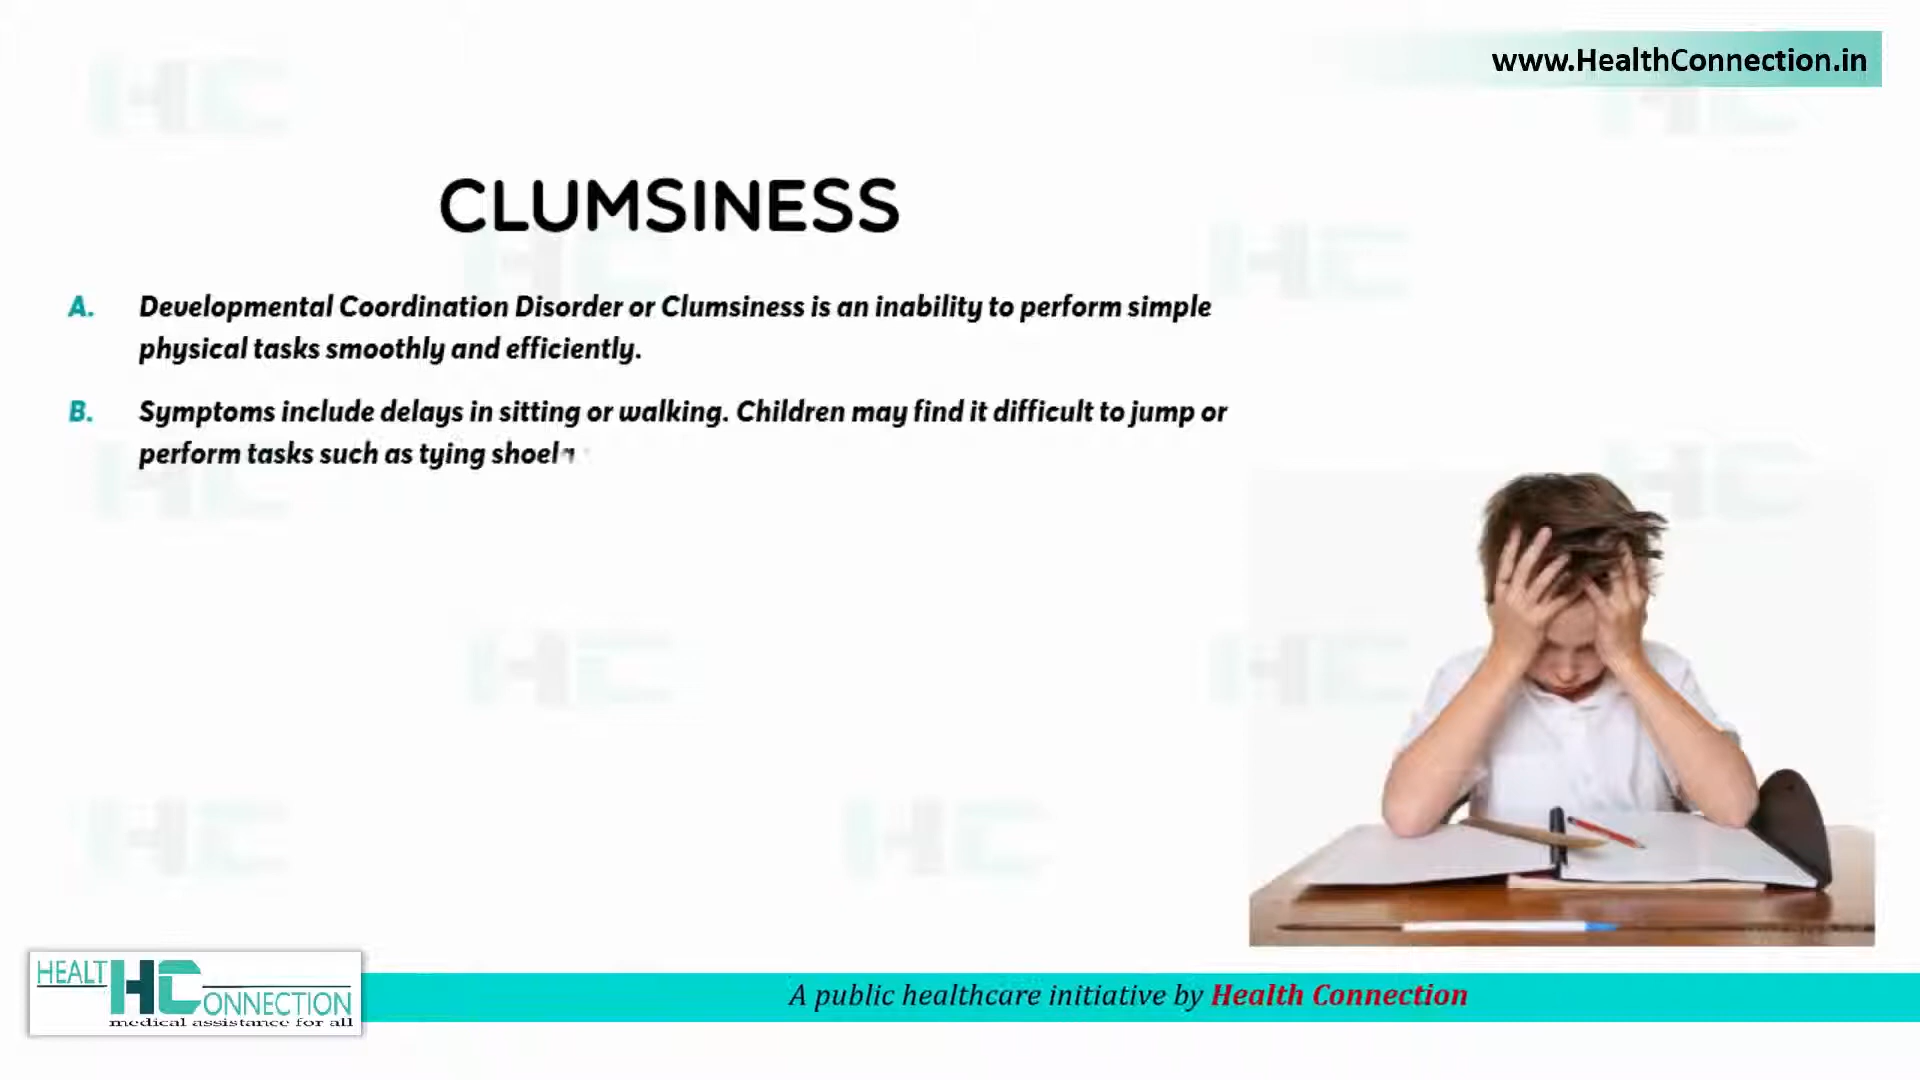 www.HealthConnection.in
CLUMSINESS
A. Developmental Coordination Disorder or Clumsiness is an inability to perform simple
physical tasks smoothly and efficiently.
B. Symptoms include delays in sitting or walking. Children may find it difficult to jump or
perform tasks such as tying
HEALT HC ONNECTION
medical assistance for all
A public healthcare initiative by Health Connection